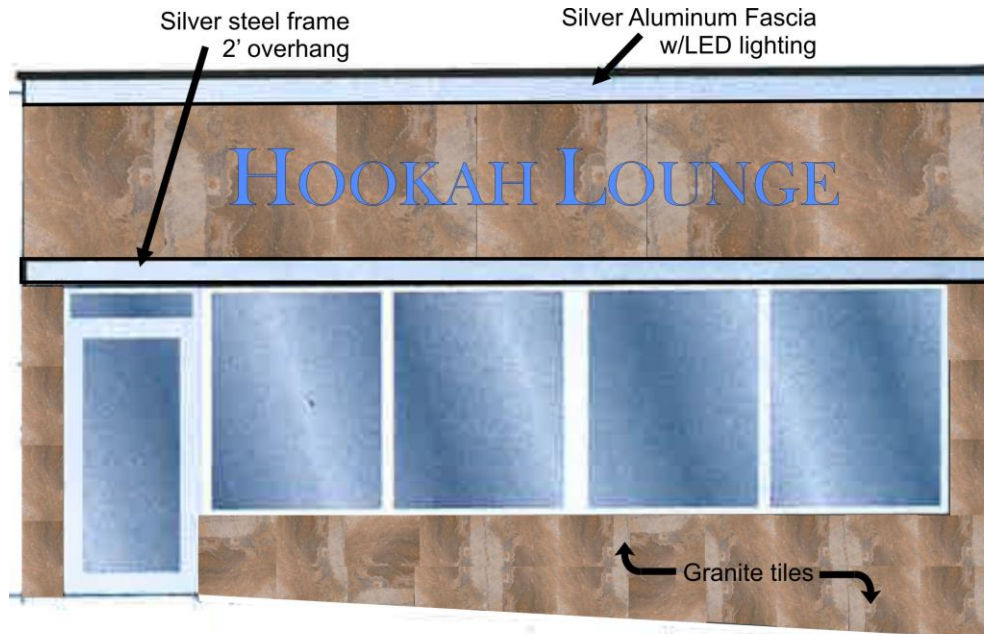 Silver steel frame
2’ overhang
Silver Aluminum Fascia
w/LED lighting
HOOKAH LOUNGE
Granite tiles